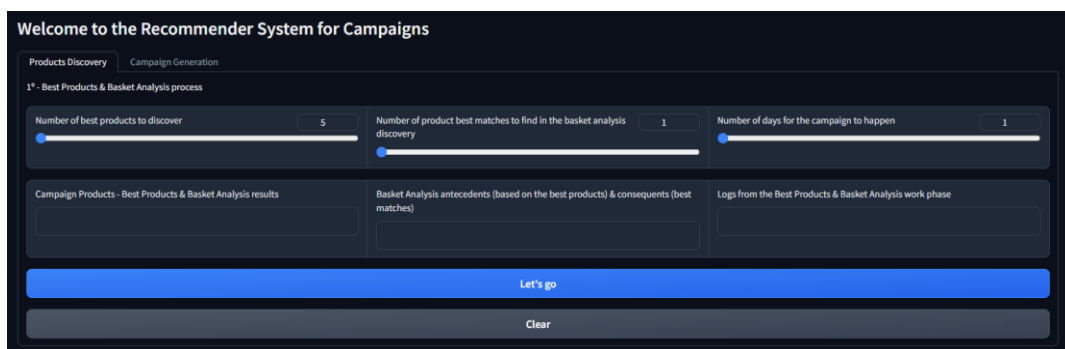 Welcome to the Recommender System for Campaigns
Products Discovery
Campaign Generation
1º - Best Products & Basket Analysis process
Number of best products to discover
5
Number of product best matches to find in the basket analysis
discovery
1
Number of days for the campaign to happen
1
Campaign Products - Best Products & Basket Analysis results
Basket Analysis antecedents (based on the best products) & consequents (best
matches)
Logs from the Best Products & Basket Analysis work phase
Let's go
Clear